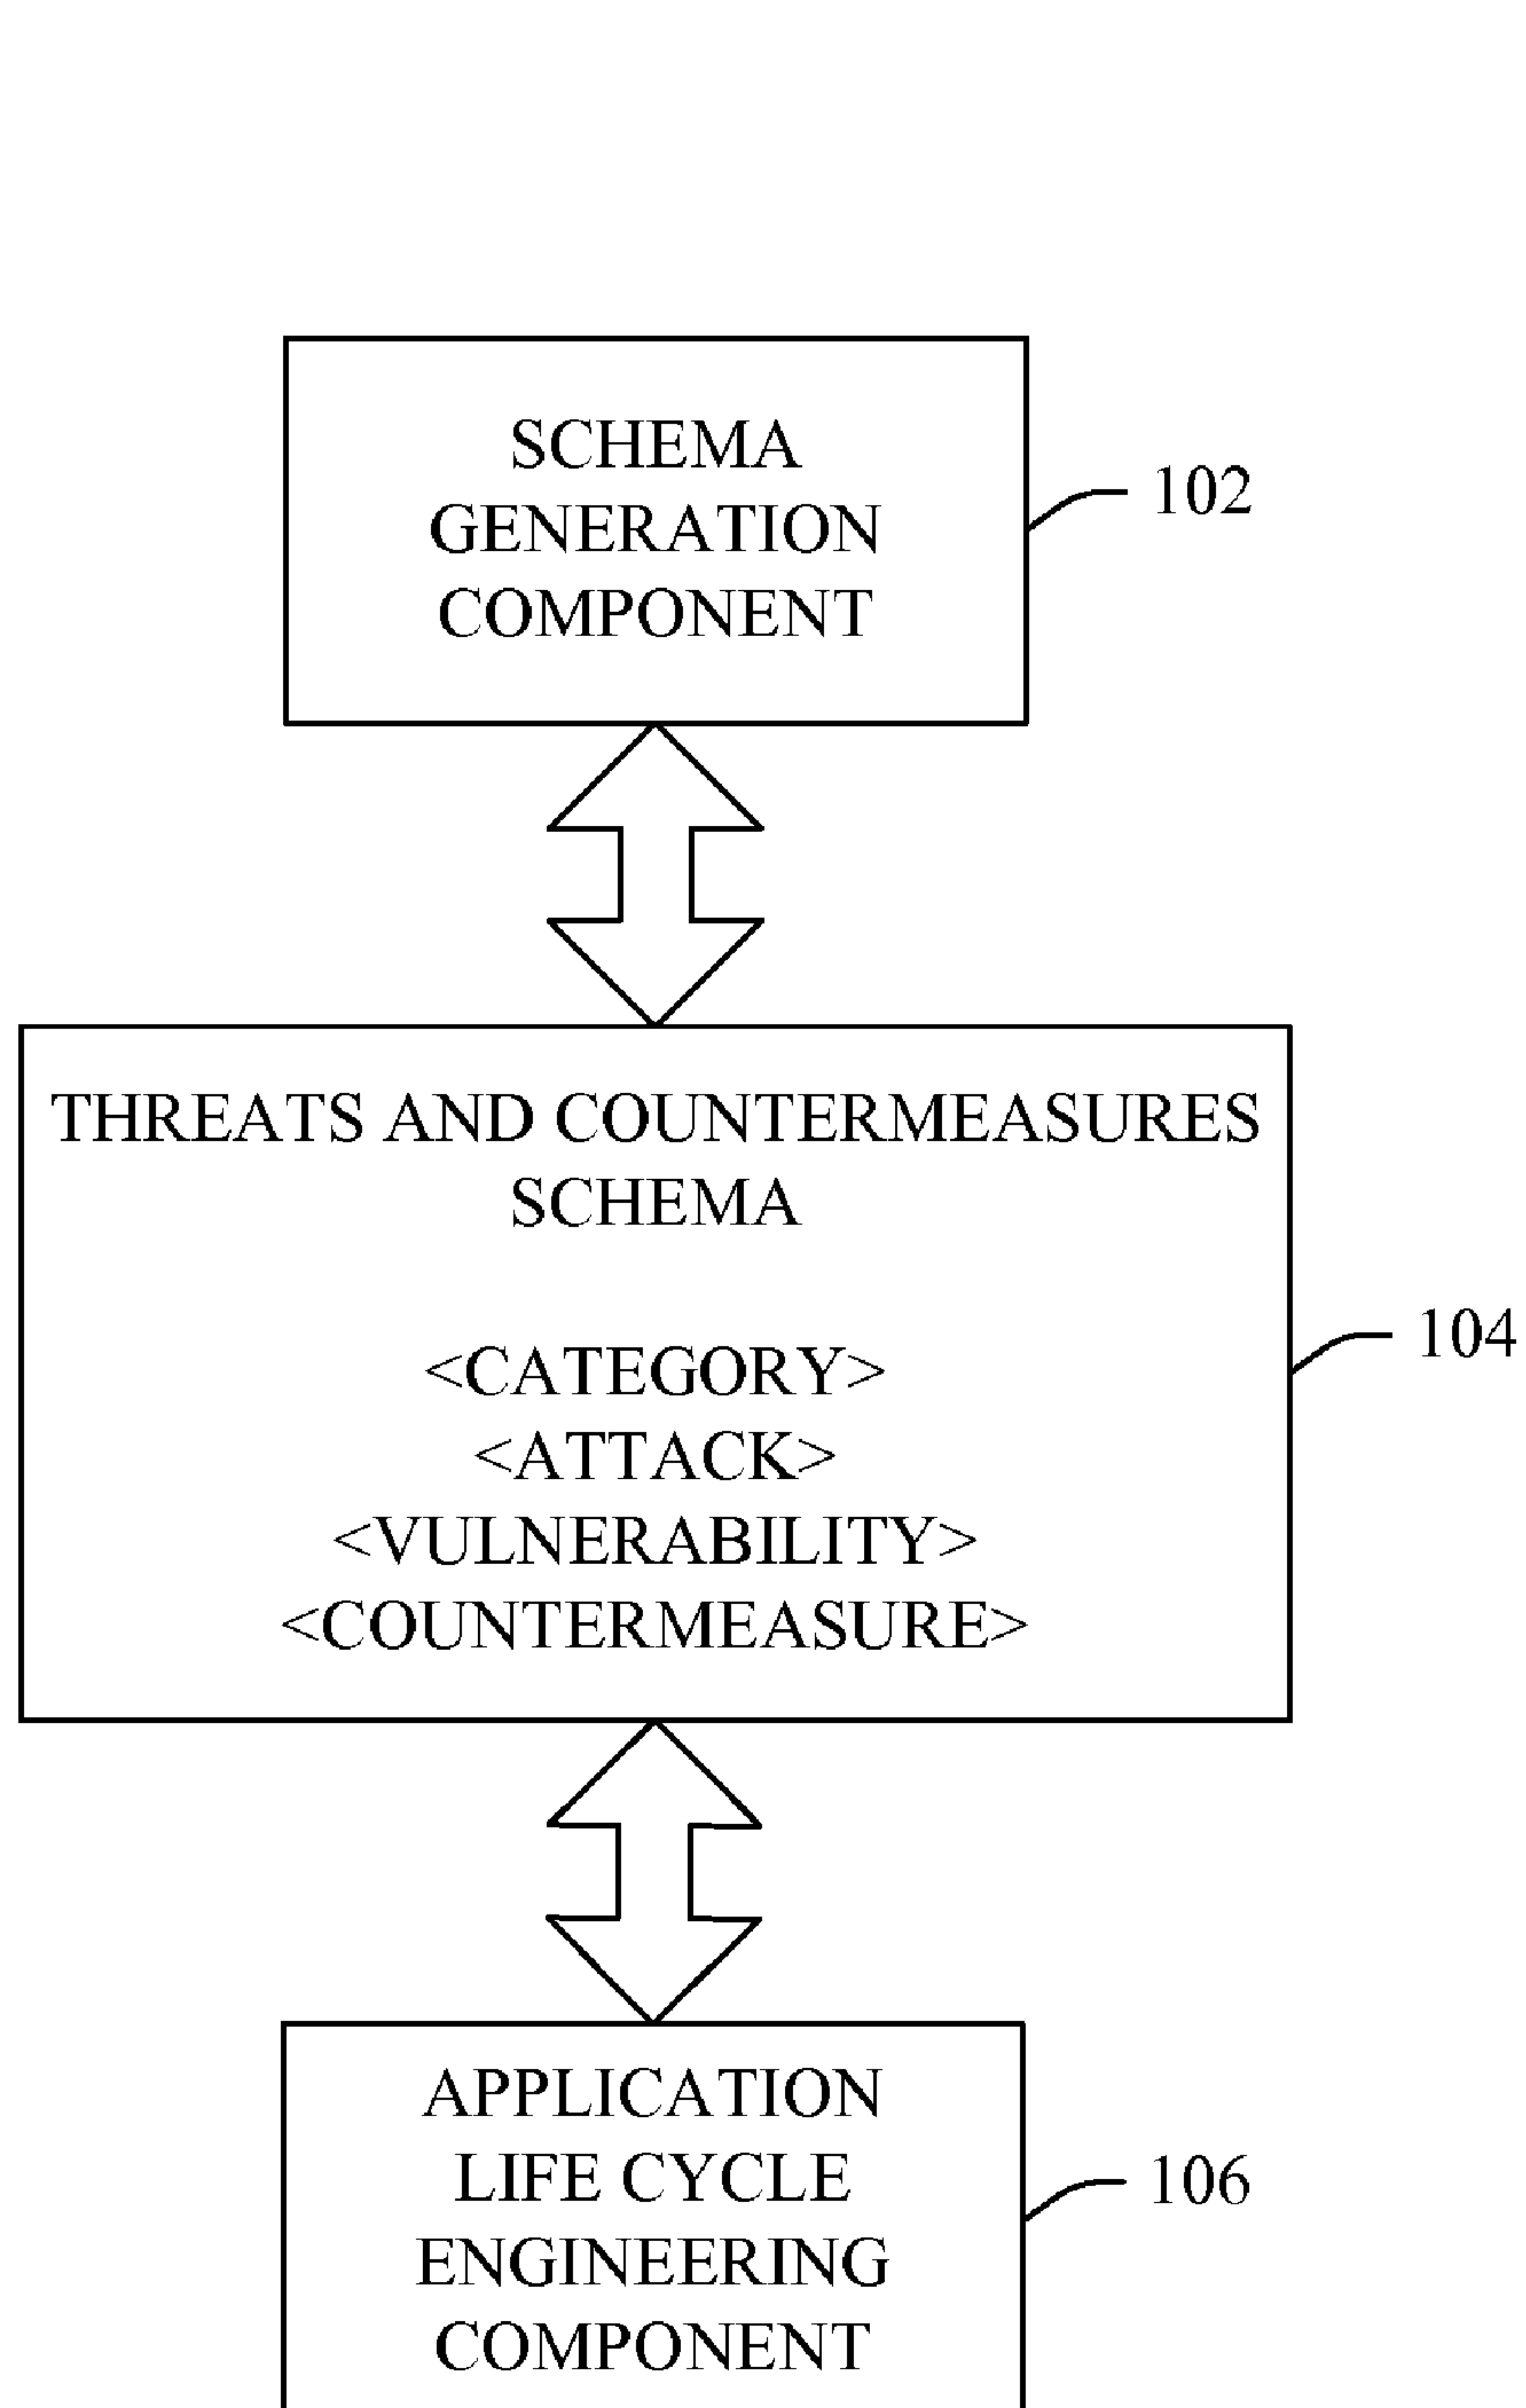 SCHEMA
GENERATION
COMPONENT
102
THREATS AND COUNTERMEASURES
SCHEMA
<CATEGORY>
<ATTACK>
<VULNERABILITY>
<COUNTERMEASURE>
104
APPLICATION
LIFE CYCLE
ENGINEERING
COMPONENT
106